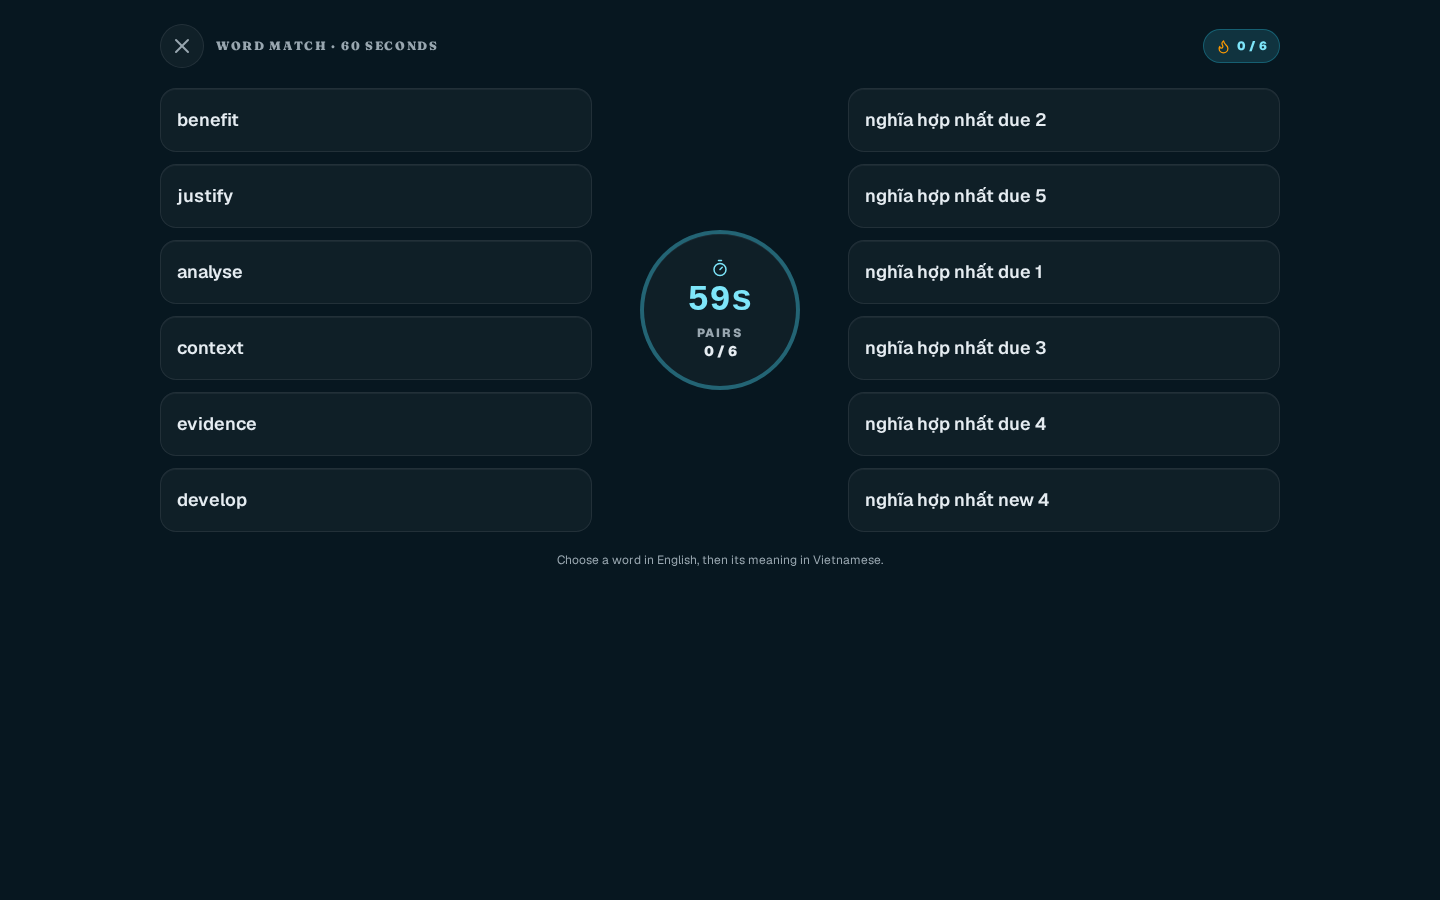 WORD MATCH • 60 SECONDS
0 / 6
benefit
justify
analyse
context
evidence
develop
59s
PAIRS
0 / 6
nghĩa hợp nhất due 2
nghĩa hợp nhất due 5
nghĩa hợp nhất due 1
nghĩa hợp nhất due 3
nghĩa hợp nhất due 4
nghĩa hợp nhất new 4
Choose a word in English, then its meaning in Vietnamese.